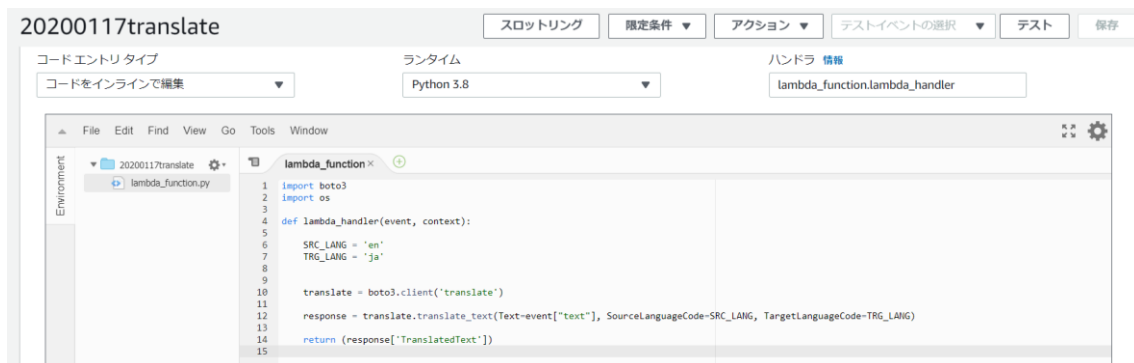 20200117translate
スロットリング 限定条件 ▼ アクション ▼ テストイベントの選択 ▼ テスト 保存
コード エントリ タイプ ランタイム ハンドラ 情報
コードをインラインで編集 ▼ Python 3.8 ▼ lambda_function.lambda_handler
File Edit Find View Go Tools Window
Environment
20200117translate
lambda_function.py
lambda_function ×
1 import boto3
2 import os
3
4 def lambda_handler(event, context):
5
6 SRC_LANG = 'en'
7 TRG_LANG = 'ja'
8
9
10 translate = boto3.client('translate')
11
12 response = translate.translate_text(Text=event["text"], SourceLanguageCode=SRC_LANG, TargetLanguageCode=TRG_LANG)
13
14 return (response['TranslatedText'])
15